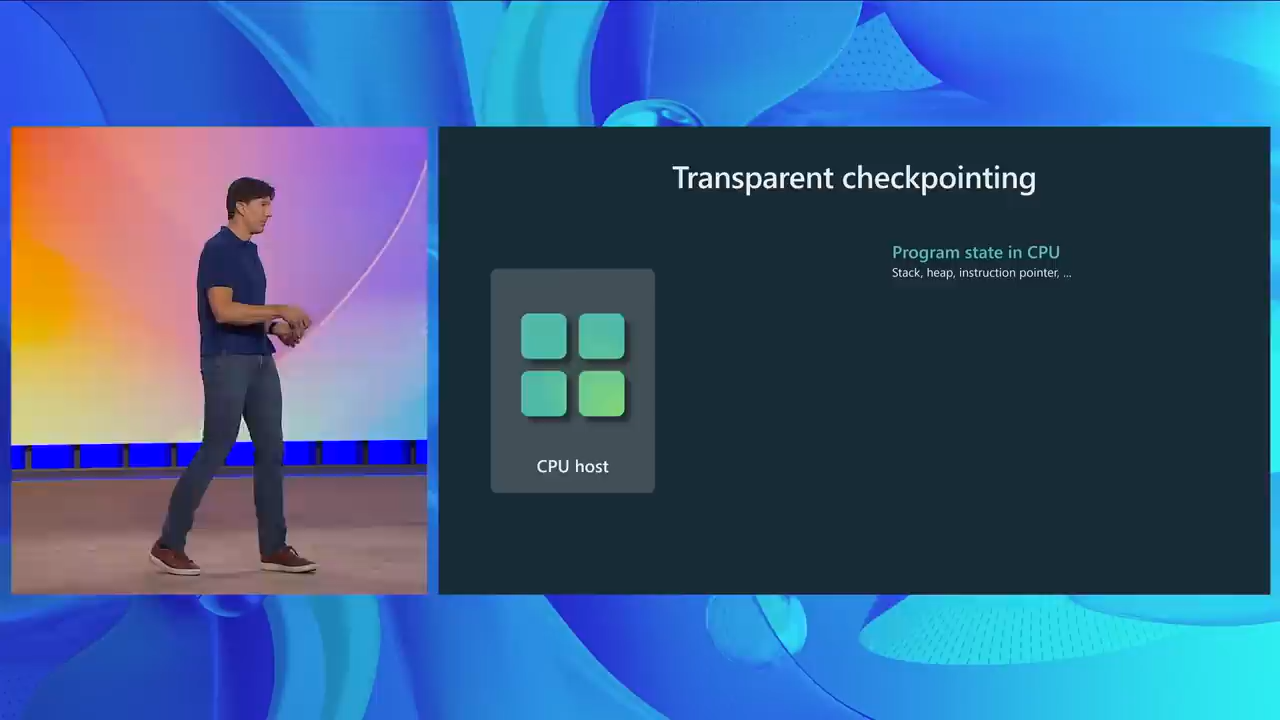 Transparent checkpointing
Program state in CPU
Stack, heap, instruction pointer, ...
CPU host